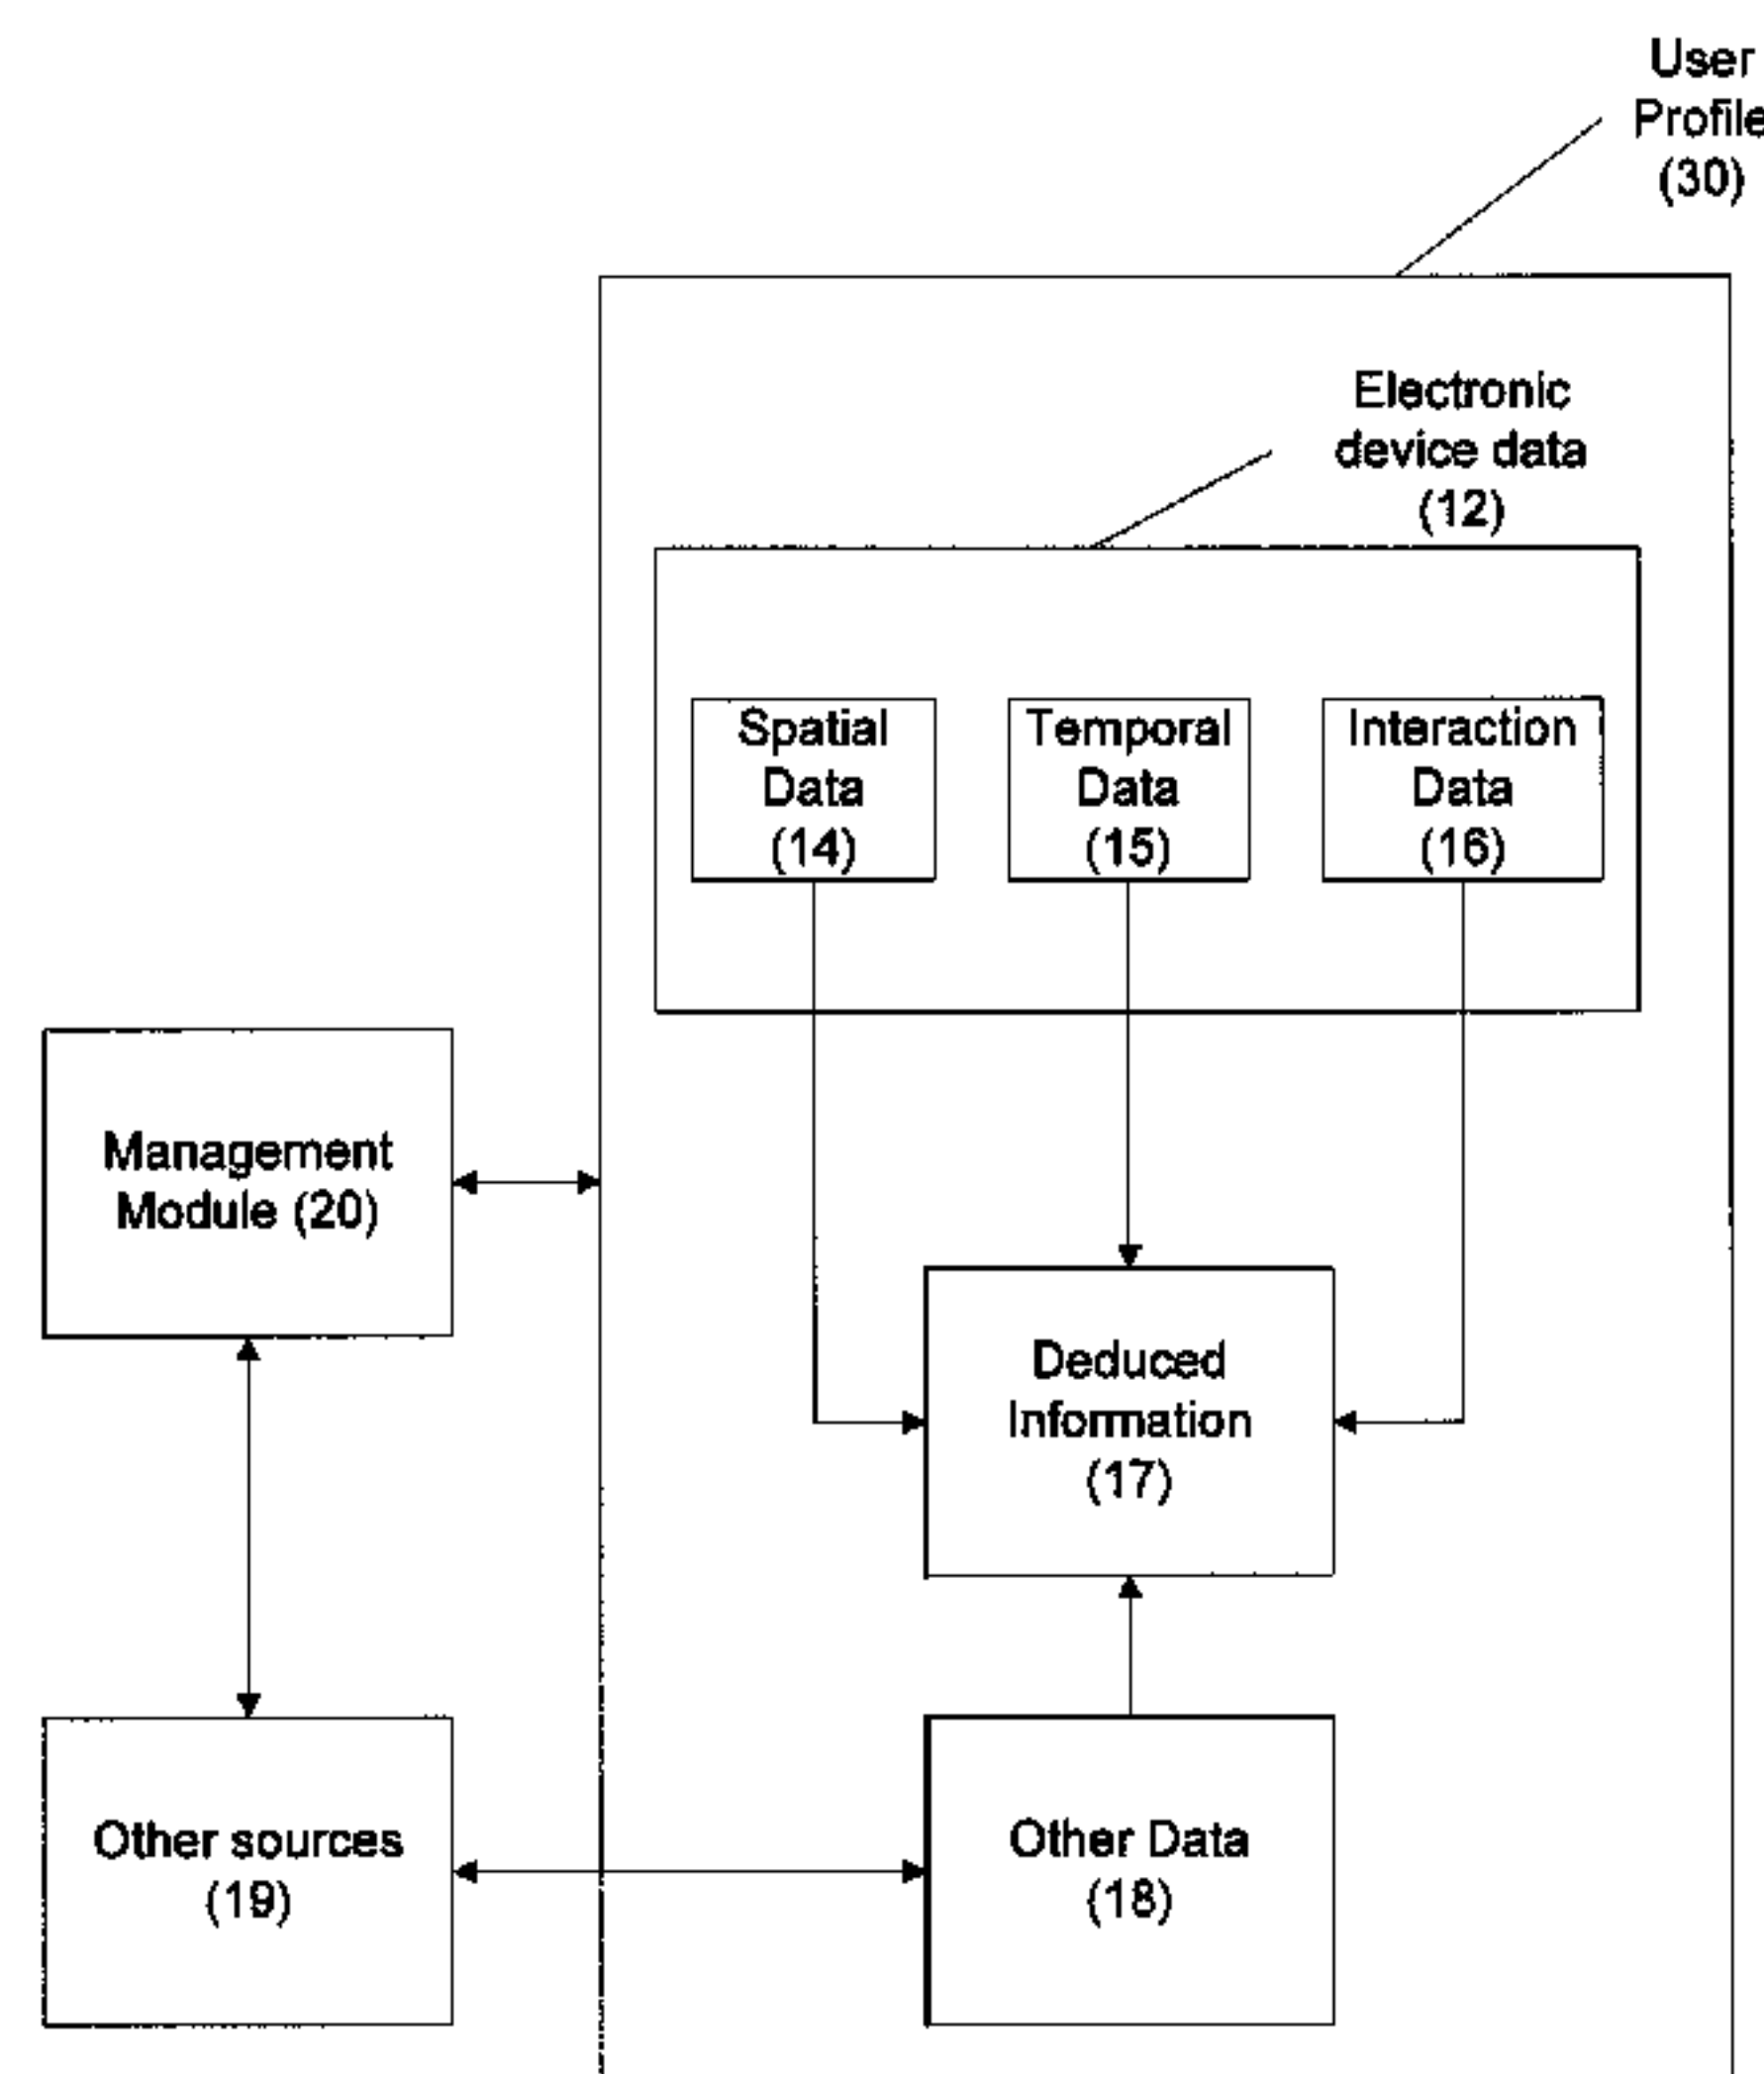 User
Profile
(30)
Electronic
device data
(12)
Spatial
Data
(14)
Temporal
Data
(15)
Interaction
Data
(16)
Management
Module (20)
Deduced
Information
(17)
Other sources
(19)
Other Data
(18)